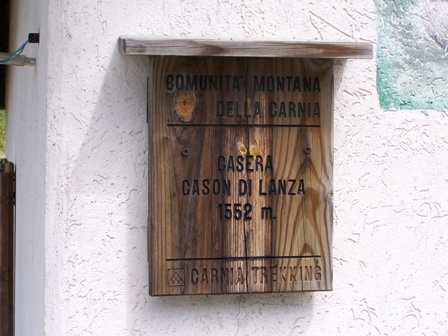 COMUNITA' MONTANA
DELLA CARNIA
CASERA
CASON DI LANZA
1552 m.
CARNIA TREKKING